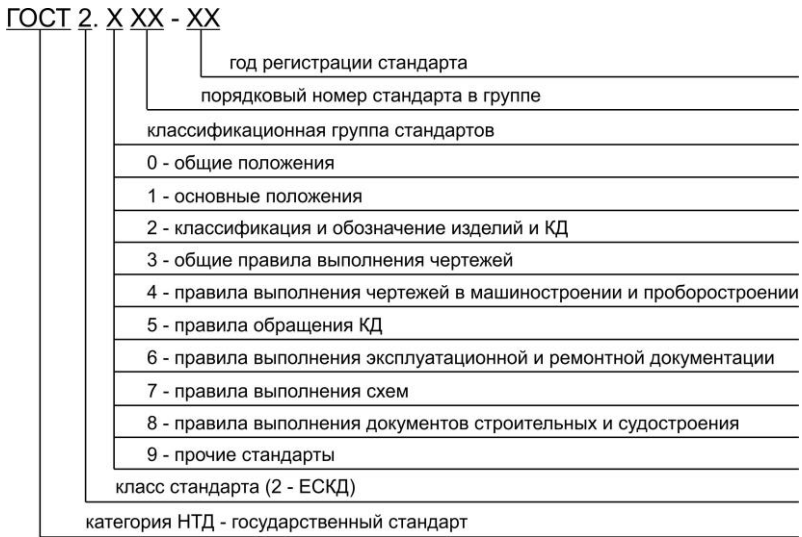 ГОСТ 2. Х ХХ - ХХ
год регистрации стандарта
порядковый номер стандарта в группе
классификационная группа стандартов
0 - общие положения
1 - основные положения
2 - классификация и обозначение изделий и КД
3 - общие правила выполнения чертежей
4 - правила выполнения чертежей в машиностроении и проборостроении
5 - правила обращения КД
6 - правила выполнения эксплуатационной и ремонтной документации
7 - правила выполнения схем
8 - правила выполнения документов строительных и судостроения
9 - прочие стандарты
класс стандарта (2 - ЕСКД)
категория НТД - государственный стандарт